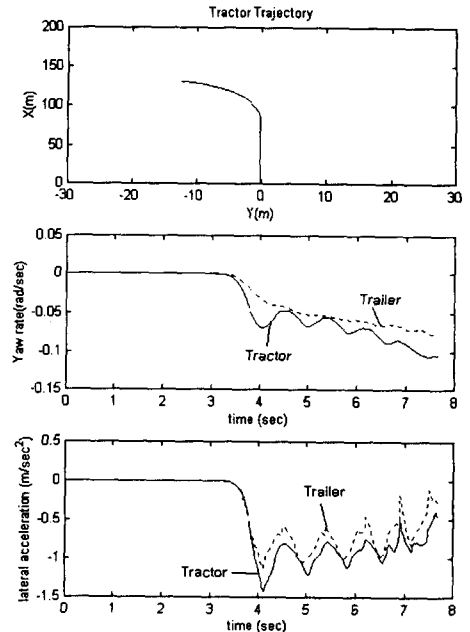 Tractor Trajectory
200
150
100
50
0
X(m)
-30 -20 -10 0 10 20 30
Y(m)
0.05
0
-0.05
-0.1
-0.15
Yaw rate(rad/sec)
Trailer
Tractor
0 1 2 3 4 5 6 7 8
time (sec)
0.5
0
-0.5
-1
-1.5
lateral acceleration (m/sec²)
Trailer
Tractor
0 1 2 3 4 5 6 7 8
time (sec)